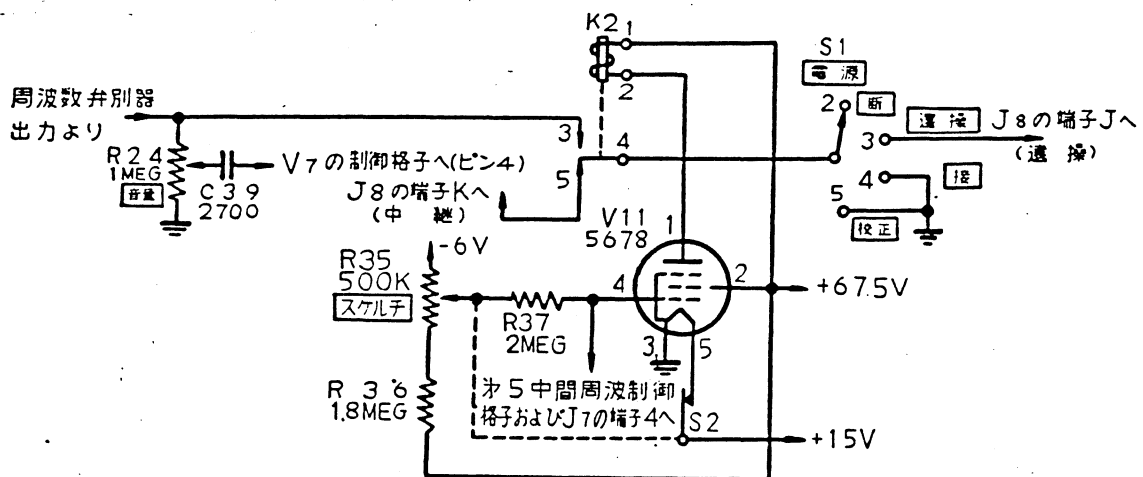 K2
1
2
S1
電源
2
断
周波数弁別器
出力より
3
4
3
遠操
J8の端子Jへ
(遠操)
R24
1MEG
音量
C39
2700
V7の制御格子へ(ピン4)
5
J8の端子Kへ
(中継)
4
接
5
校正
V11
5678
1
-6V
R35
500K
スケルチ
4
2
+67.5V
R37
2MEG
3
5
R36
1.8MEG
第5中間周波制御
格子およびJ7の端子4へ
S2
+15V